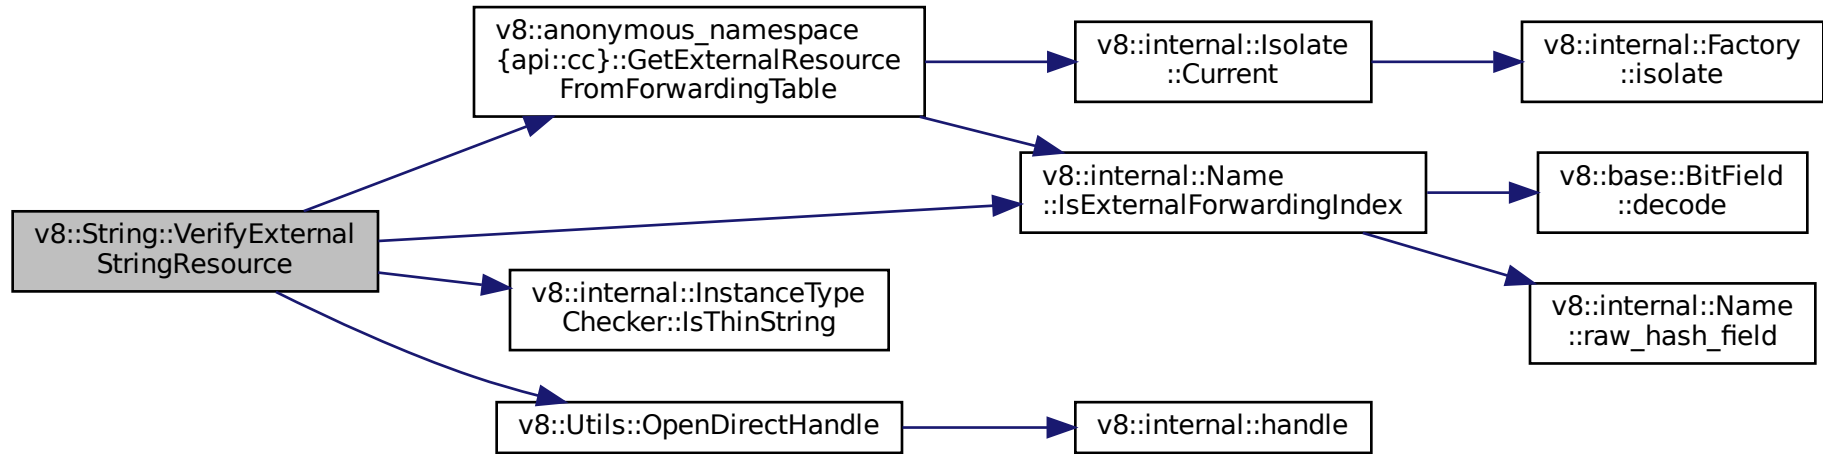 v8::String::VerifyExternal
StringResource
v8::anonymous_namespace
{api::cc}::GetExternalResource
FromForwardingTable
v8::internal::Isolate
::Current
v8::internal::Factory
::isolate
v8::internal::Name
::IsExternalForwardingIndex
v8::base::BitField
::decode
v8::internal::Name
::raw_hash_field
v8::internal::InstanceType
Checker::IsThinString
v8::Utils::OpenDirectHandle
v8::internal::handle